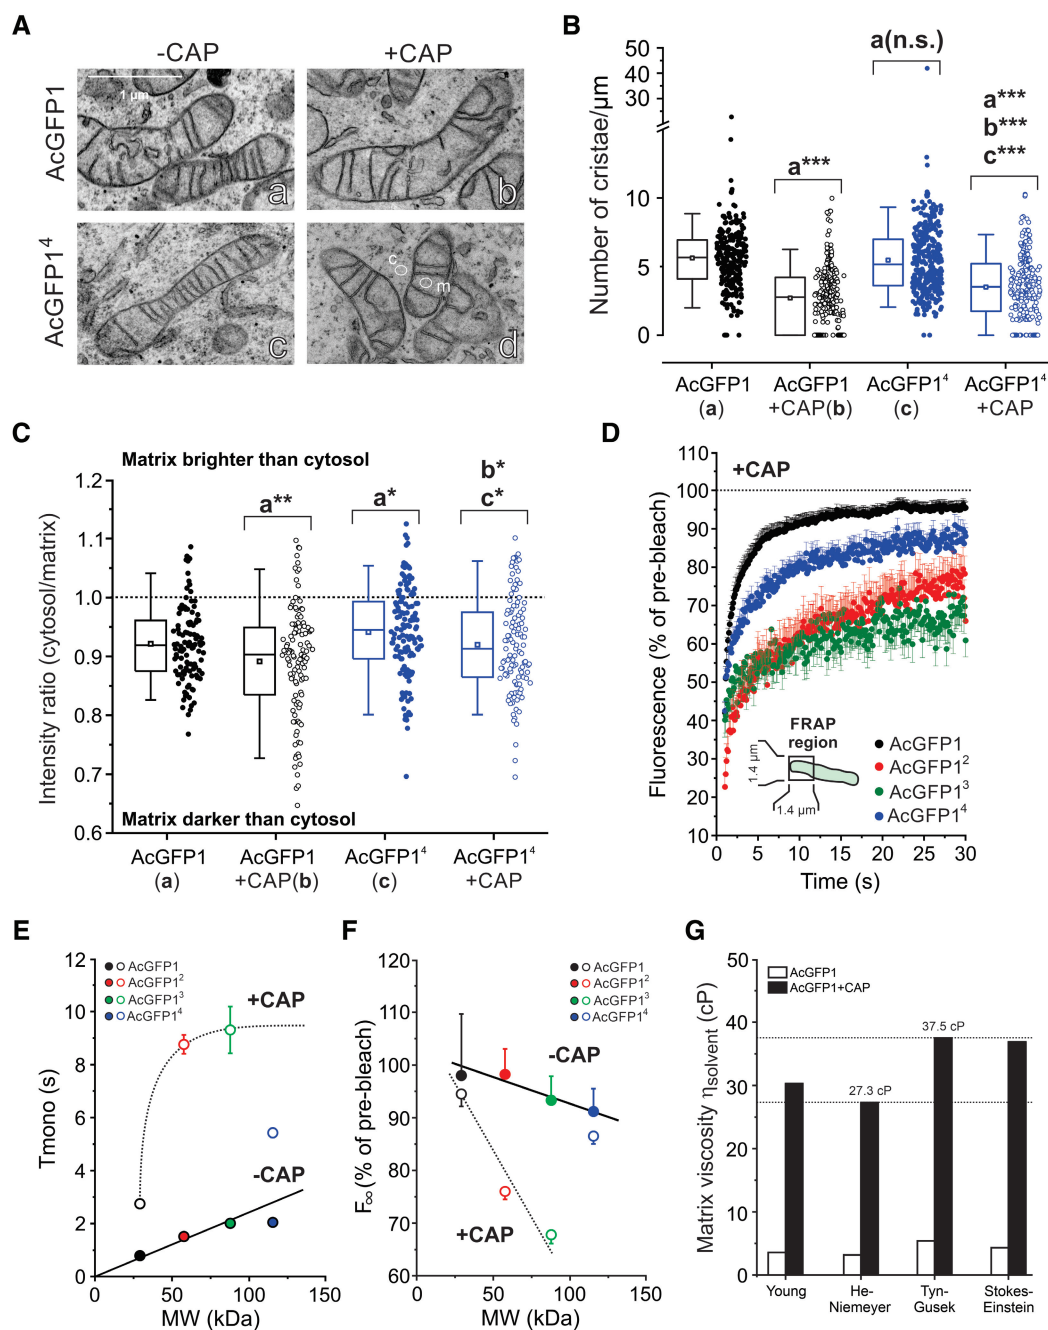 A
-CAP
+CAP
AcGFP1
AcGFP1⁴
1 μm
a
b
c
c
m
d
B
Number of cristae/μm
50
40
30
10
5
0
a***
a(n.s.)
a***
b***
c***
AcGFP1
(a)
AcGFP1
+CAP(b)
AcGFP1⁴
(c)
AcGFP1⁴
+CAP
C
Intensity ratio (cytosol/matrix)
Matrix brighter than cytosol
1.2
1.1
1.0
0.9
0.8
0.7
0.6
a**
a*
b*
c*
Matrix darker than cytosol
AcGFP1
(a)
AcGFP1
+CAP(b)
AcGFP1⁴
(c)
AcGFP1⁴
+CAP
D
Fluorescence (% of pre-bleach)
110
100
90
80
70
60
50
40
30
20
10
+CAP
FRAP
region
1.4 μm
1.4 μm
AcGFP1
AcGFP1²
AcGFP1³
AcGFP1⁴
0
5
10
15
20
25
30
Time (s)
E
Tmono (s)
12
10
8
6
4
2
0
AcGFP1
AcGFP1²
AcGFP1³
AcGFP1⁴
+CAP
-CAP
0
50
100
150
MW (kDa)
F
F∞ (% of pre-bleach)
120
110
100
90
80
70
60
AcGFP1
AcGFP1²
AcGFP1³
AcGFP1⁴
-CAP
+CAP
0
50
100
150
MW (kDa)
G
Matrix viscosity ηsolvent (cP)
50
40
30
20
10
0
AcGFP1
AcGFP1+CAP
37.5 cP
27.3 cP
Young
He-
Niemeyer
Tyn-
Gusek
Stokes-
Einstein